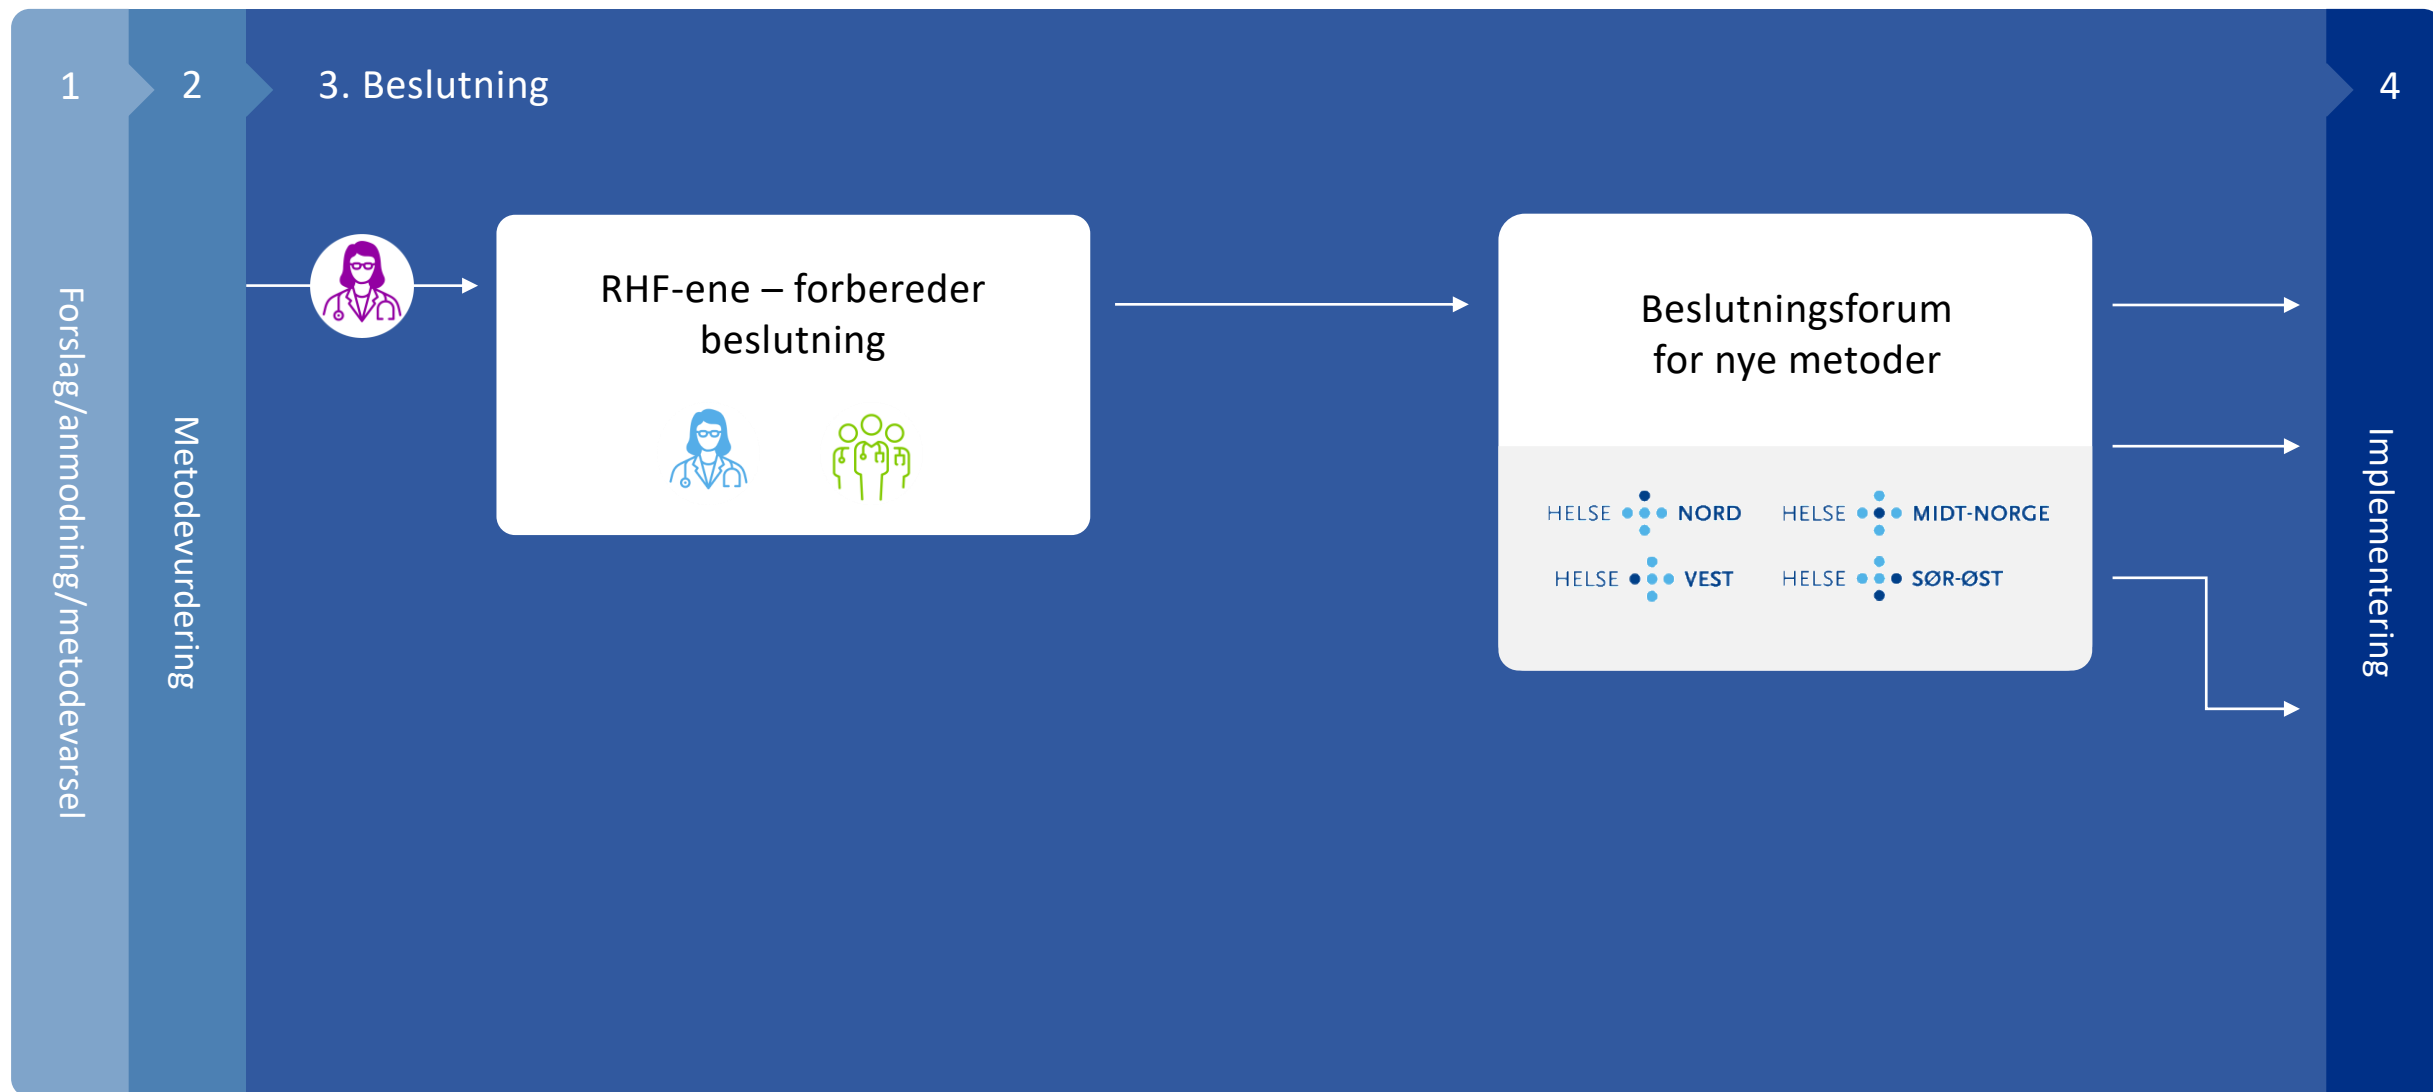 1
Forslag/anmodning/metodevarsel
2
Metodevurdering
3. Beslutning
RHF-ene – forbereder
beslutning
Beslutningsforum
for nye metoder
HELSE NORD
HELSE MIDT-NORGE
HELSE VEST
HELSE SØR-ØST
4
Implementering